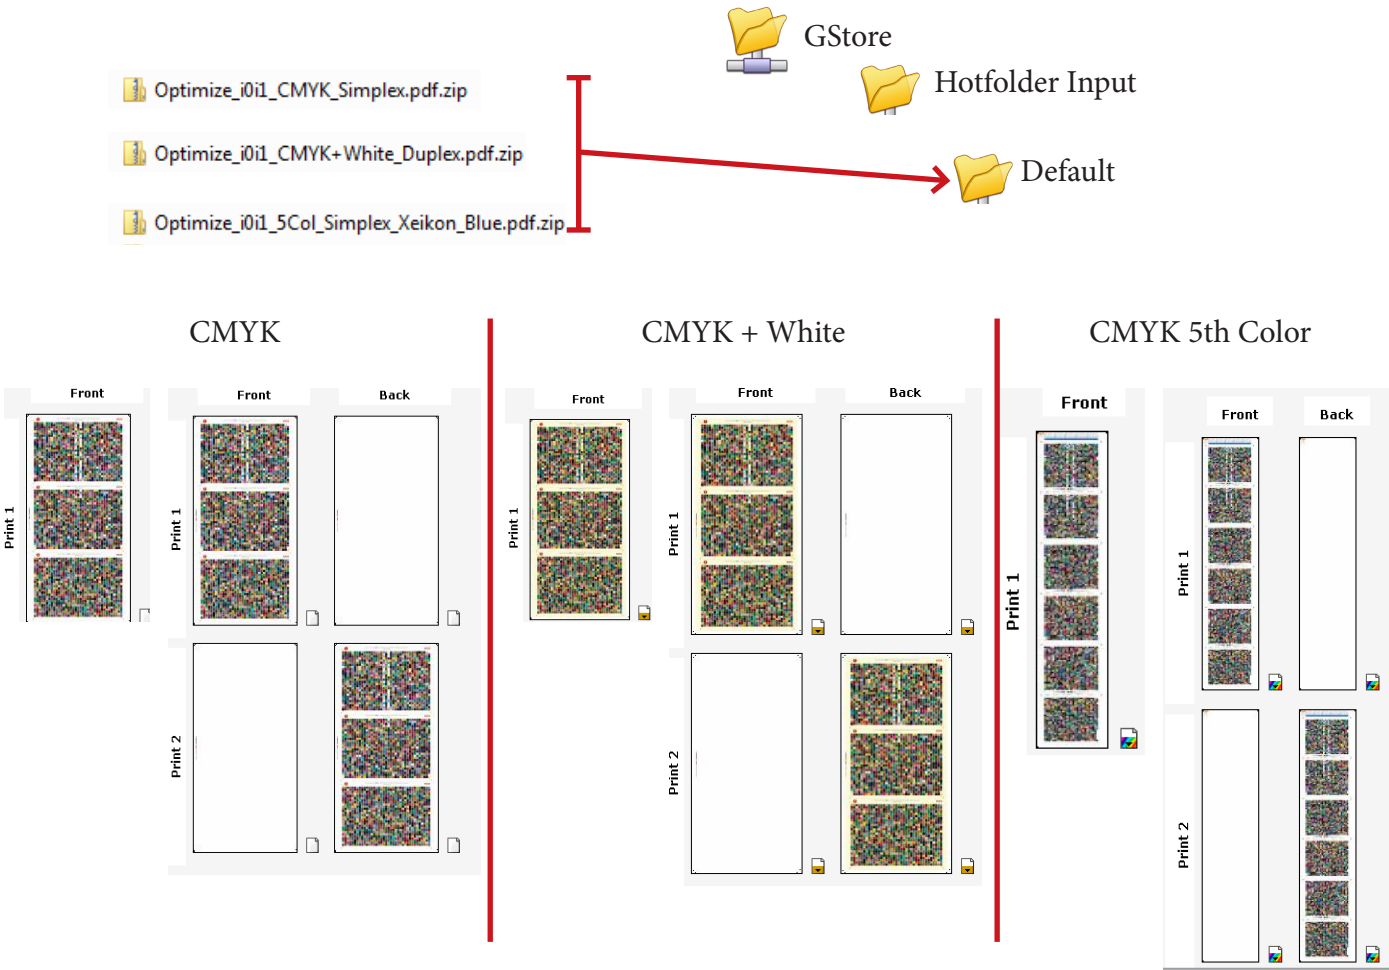 GStore
Hotfolder Input
Default
Optimize_i0i1_CMYK_Simplex.pdf.zip
Optimize_i0i1_CMYK+White_Duplex.pdf.zip
Optimize_i0i1_5Col_Simplex_Xeikon_Blue.pdf.zip
CMYK
Front
Front
Back
Print 1
Print 1
Print 2
CMYK + White
Front
Front
Back
Print 1
Print 1
Print 2
CMYK 5th Color
Front
Front
Back
Print 1
Print 1
Print 2